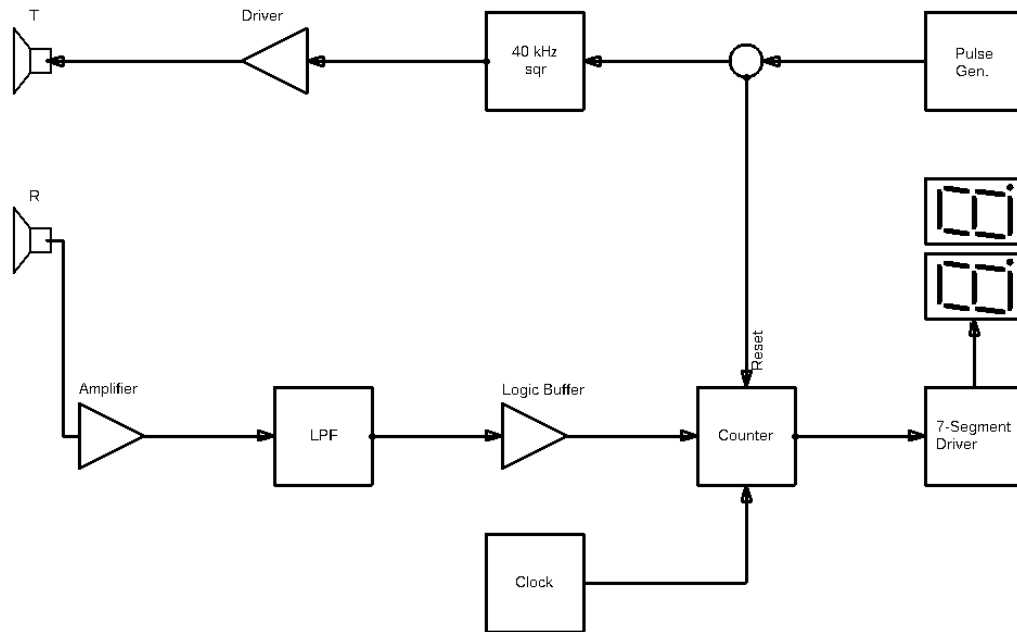 T
Driver
40 kHz
sqr
Pulse
Gen.
R
Reset
Amplifier
LPF
Logic Buffer
Counter
7-Segment
Driver
Clock